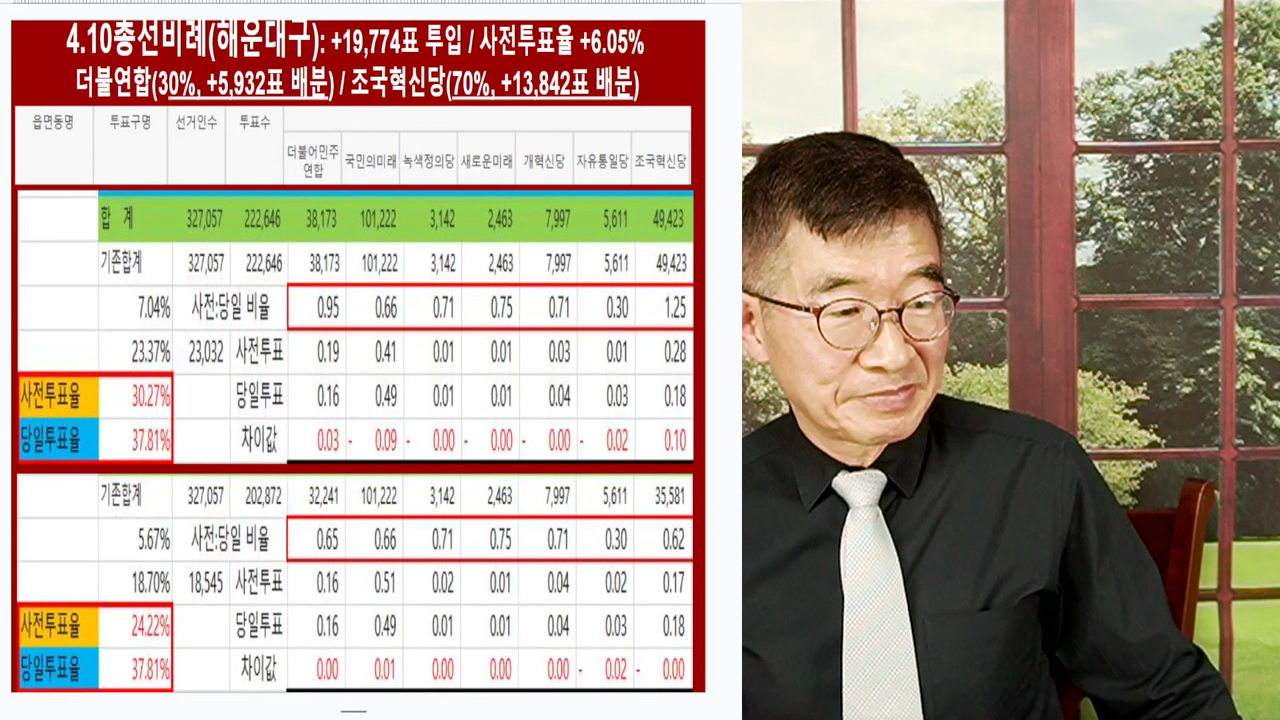 4.10총선비례(해운대구): +19,774표 투입 / 사전투표율 +6.05%
더불연합(30%, +5,932표 배분) / 조국혁신당(70%, +13,842표 배분)
읍면동명 투표구명 선거인수 투표수
더불어민주연합 국민의미래 녹색정의당 새로운미래 개혁신당 자유통일당 조국혁신당
합 계 327,057 222,646 38,173 101,222 3,142 2,463 7,997 5,611 49,423
기존합계 327,057 222,646 38,173 101,222 3,142 2,463 7,997 5,611 49,423
7.04% 사전:당일 비율 0.95 0.66 0.71 0.75 0.71 0.30 1.25
23.37% 23,032 사전투표 0.19 0.41 0.01 0.01 0.03 0.01 0.28
사전투표율 30.27% 당일투표 0.16 0.49 0.01 0.01 0.04 0.03 0.18
당일투표율 37.81% 차이값 0.03 - 0.09 - 0.00 - 0.00 - 0.00 - 0.02 0.10
기존합계 327,057 202,872 32,241 101,222 3,142 2,463 7,997 5,611 35,581
5.67% 사전:당일 비율 0.65 0.66 0.71 0.75 0.71 0.30 0.62
18.70% 18,545 사전투표 0.16 0.51 0.02 0.01 0.04 0.02 0.17
사전투표율 24.22% 당일투표 0.16 0.49 0.01 0.01 0.04 0.03 0.18
당일투표율 37.81% 차이값 0.00 0.01 0.00 0.00 0.00 - 0.02 - 0.00